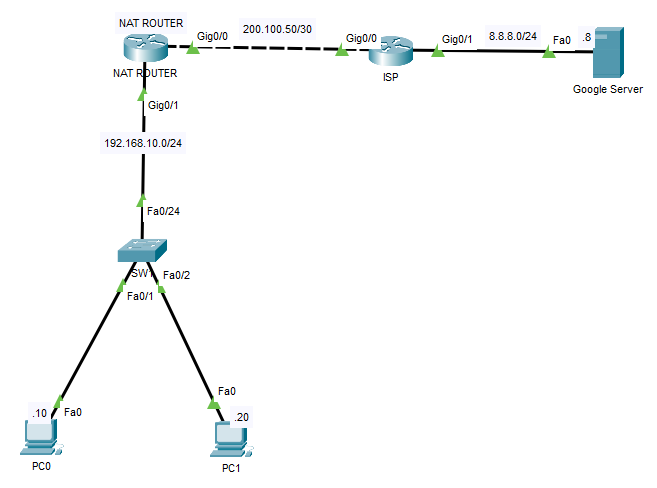 NAT ROUTER
Gig0/0
200.100.50/30
Gig0/0
Gig0/1
8.8.8.0/24
Fa0
.8
NAT ROUTER
ISP
Google Server
Gig0/1
192.168.10.0/24
Fa0/24
SW1
Fa0/2
Fa0/1
Fa0
.10
Fa0
.20
PC0
PC1